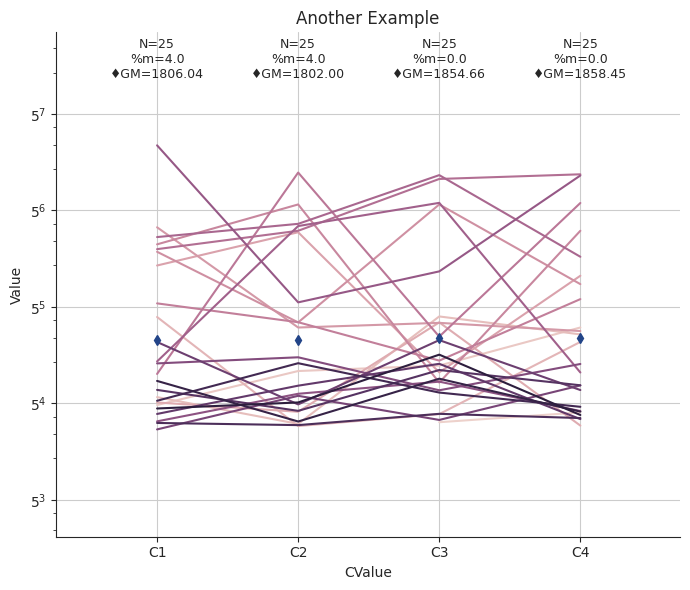 Another Example
N=25 N=25 N=25 N=25
%m=4.0 %m=4.0 %m=0.0 %m=0.0
♦GM=1806.04 ♦GM=1802.00 ♦GM=1854.66 ♦GM=1858.45
5⁷
5⁶
5⁵
5⁴
5³
Value
C1 C2 C3 C4
CValue